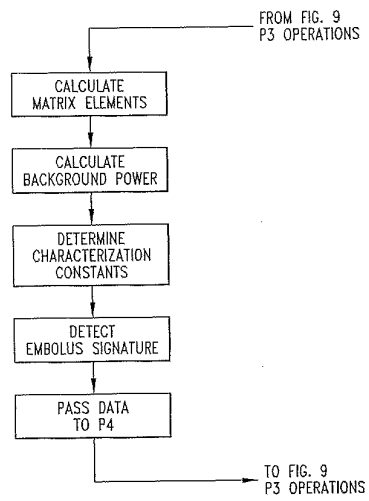 FROM FIG. 9
P3 OPERATIONS
CALCULATE
MATRIX ELEMENTS
CALCULATE
BACKGROUND POWER
DETERMINE
CHARACTERIZATION
CONSTANTS
DETECT
EMBOLUS SIGNATURE
PASS DATA
TO P4
TO FIG. 9
P3 OPERATIONS